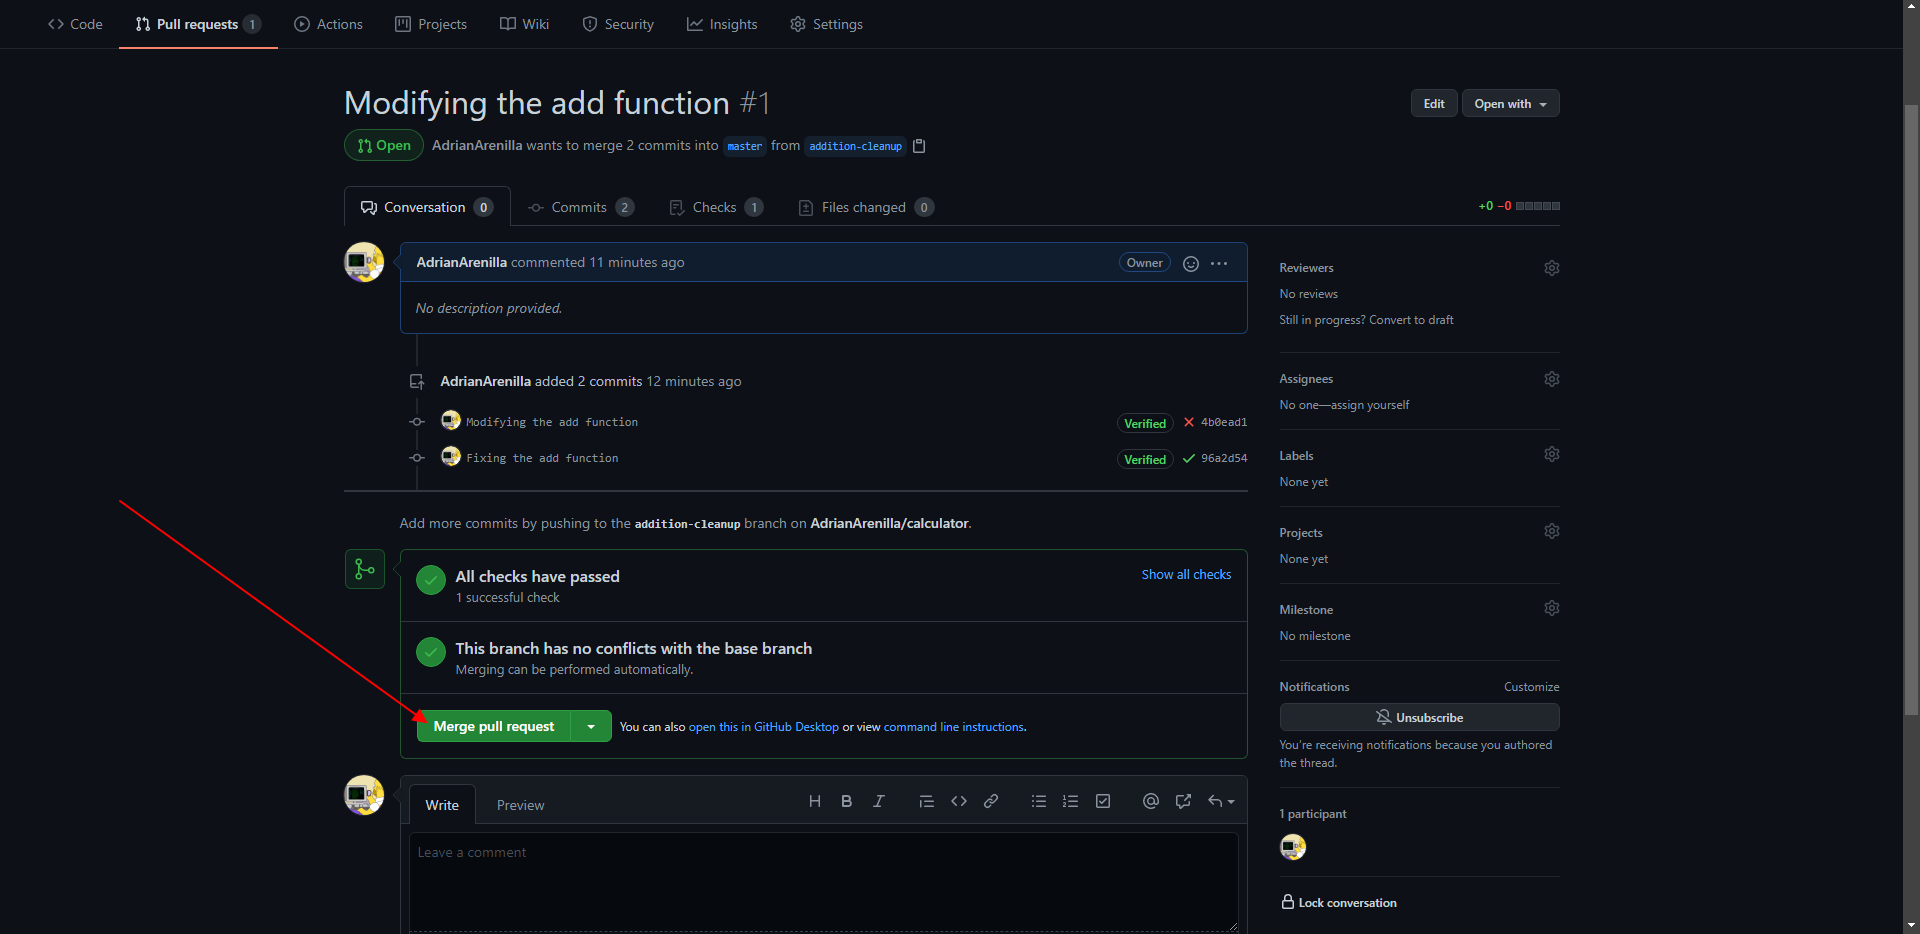 Code Pull requests 1 Actions Projects Wiki Security Insights Settings
Modifying the add function #1
Edit Open with
Open AdrianArenilla wants to merge 2 commits into master from addition-cleanup
Conversation 0 Commits 2 Checks 1 Files changed 0
+0 −0
AdrianArenilla commented 11 minutes ago Owner
No description provided.
AdrianArenilla added 2 commits 12 minutes ago
Modifying the add function Verified 4b0ead1
Fixing the add function Verified 96a2d54
Add more commits by pushing to the addition-cleanup branch on AdrianArenilla/calculator.
All checks have passed
1 successful check
Show all checks
This branch has no conflicts with the base branch
Merging can be performed automatically.
Merge pull request You can also open this in GitHub Desktop or view command line instructions.
Write Preview
Leave a comment
Reviewers
No reviews
Still in progress? Convert to draft
Assignees
No one—assign yourself
Labels
None yet
Projects
None yet
Milestone
No milestone
Notifications Customize
Unsubscribe
You're receiving notifications because you authored
the thread.
1 participant
Lock conversation